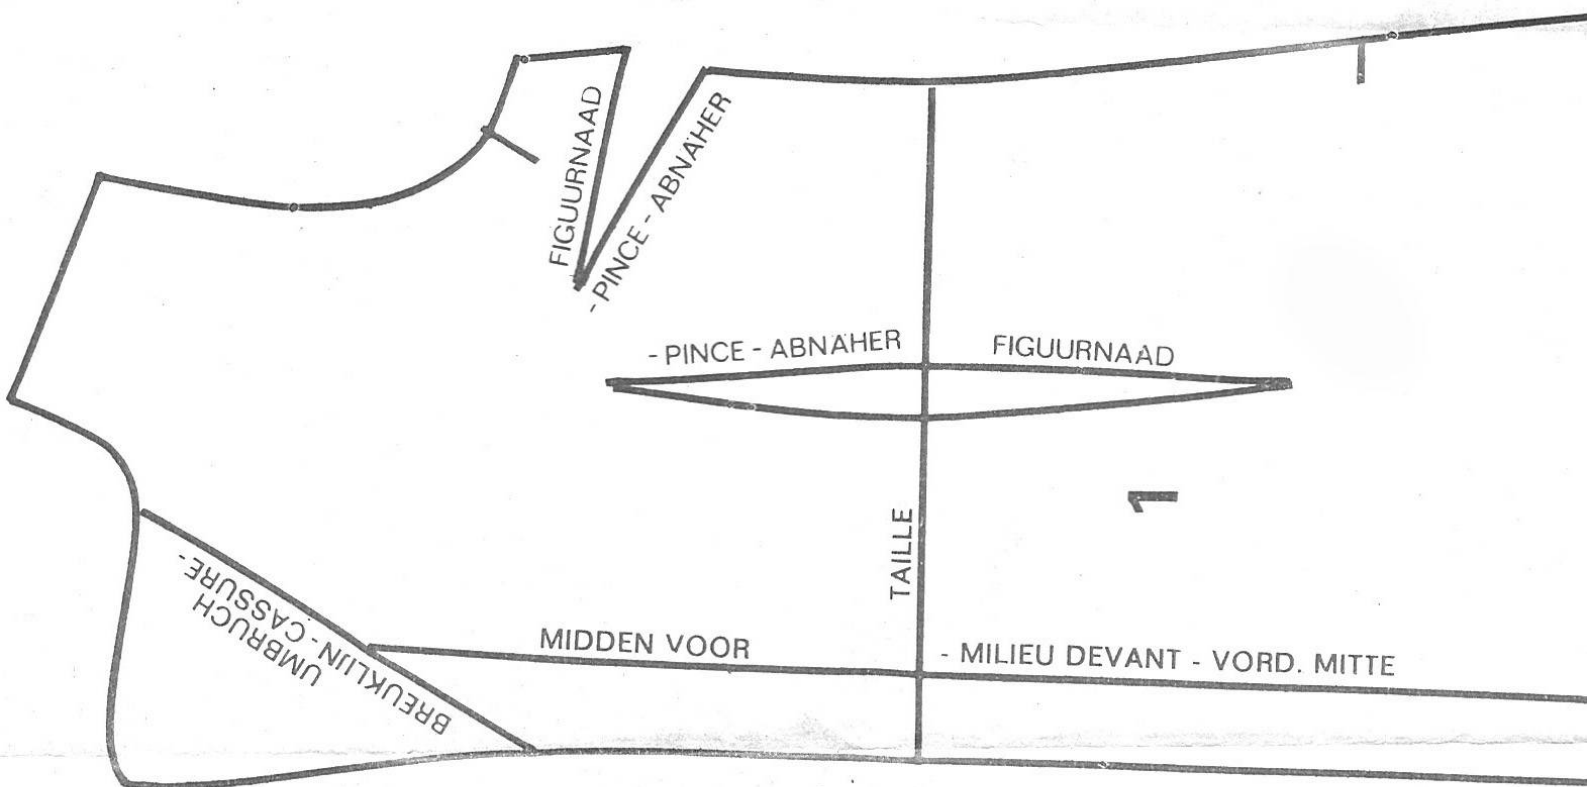 FIGUURNAAD
- PINCE - ABNÄHER
- PINCE - ABNÄHER FIGUURNAAD
1
TAILLE
MIDDEN VOOR - MILIEU DEVANT - VORD. MITTE
BREUKLIJN - CASSURE -
UMBRUCH